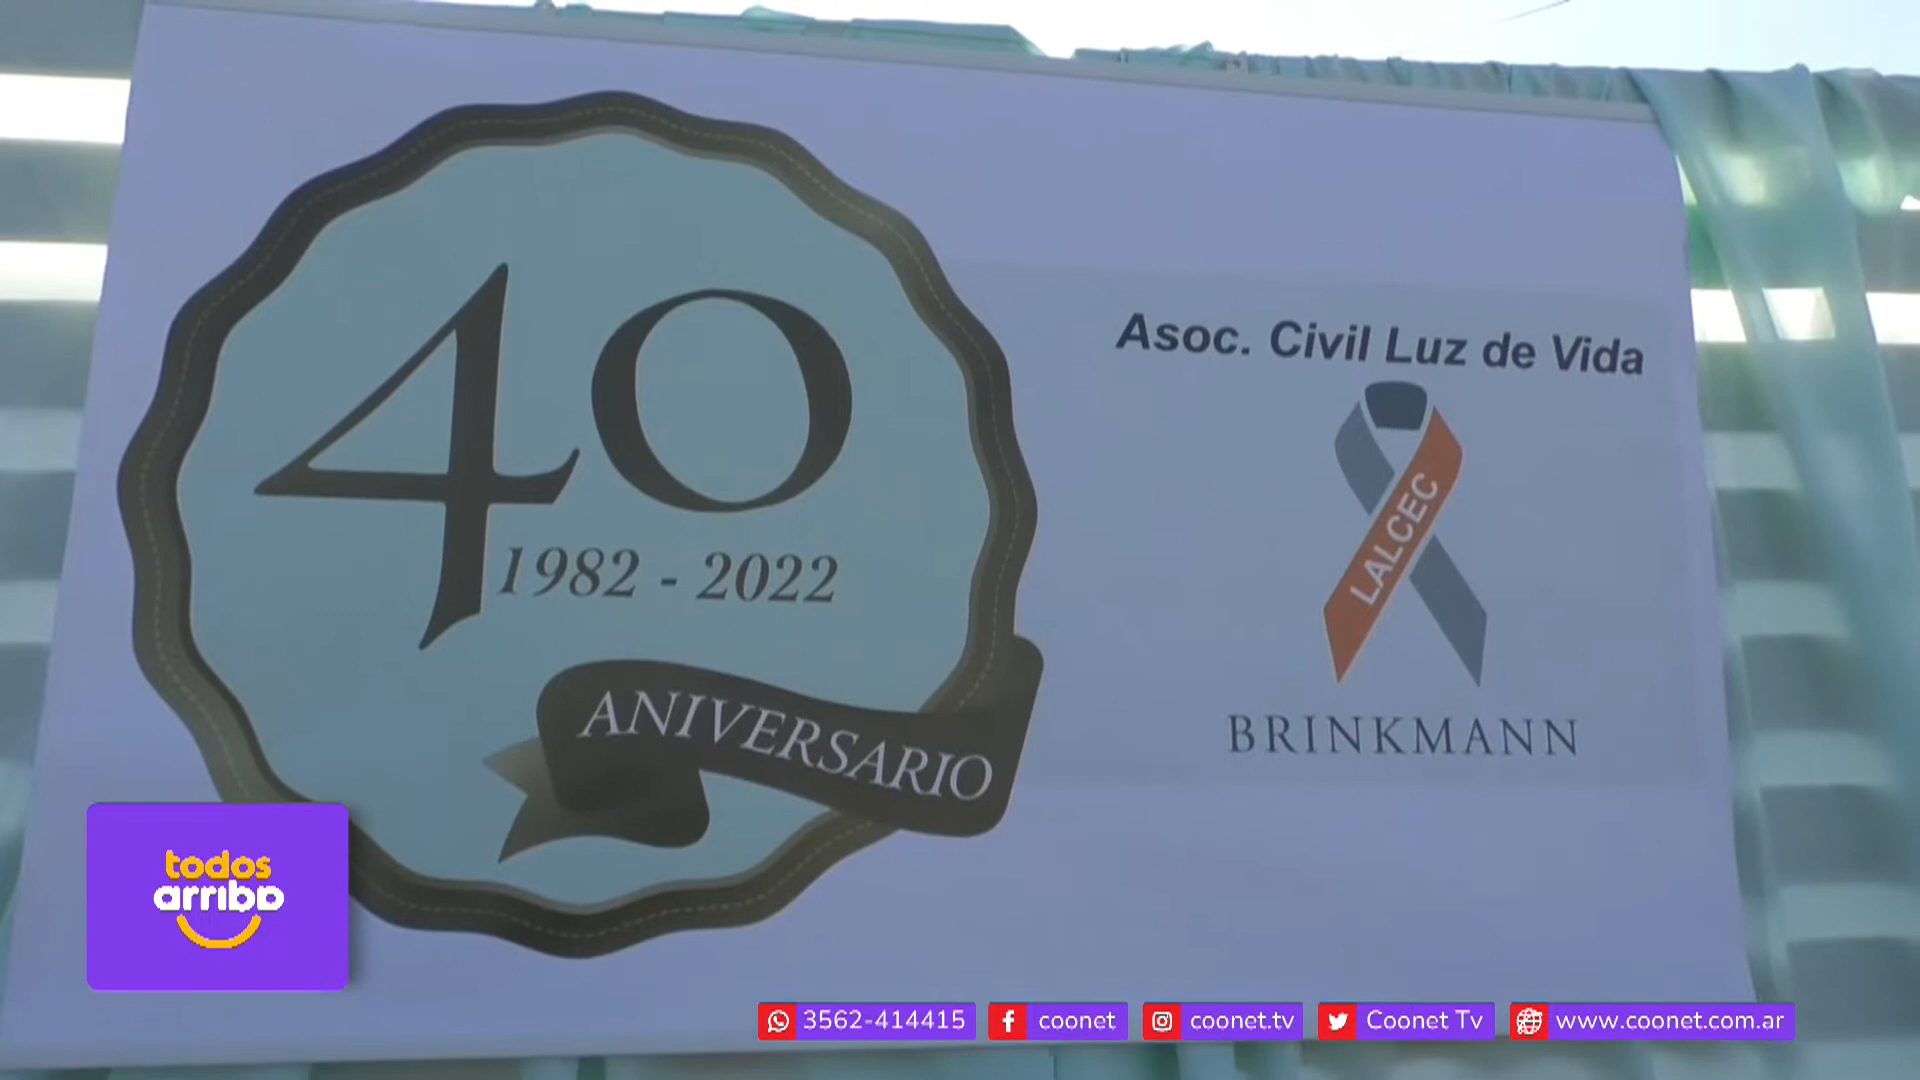 40
1982 - 2022
ANIVERSARIO
Asoc. Civil Luz de Vida
LALCEC
BRINKMANN
todos
arriba
3562-414415
coonet
coonet.tv
Coonet Tv
www.coonet.com.ar